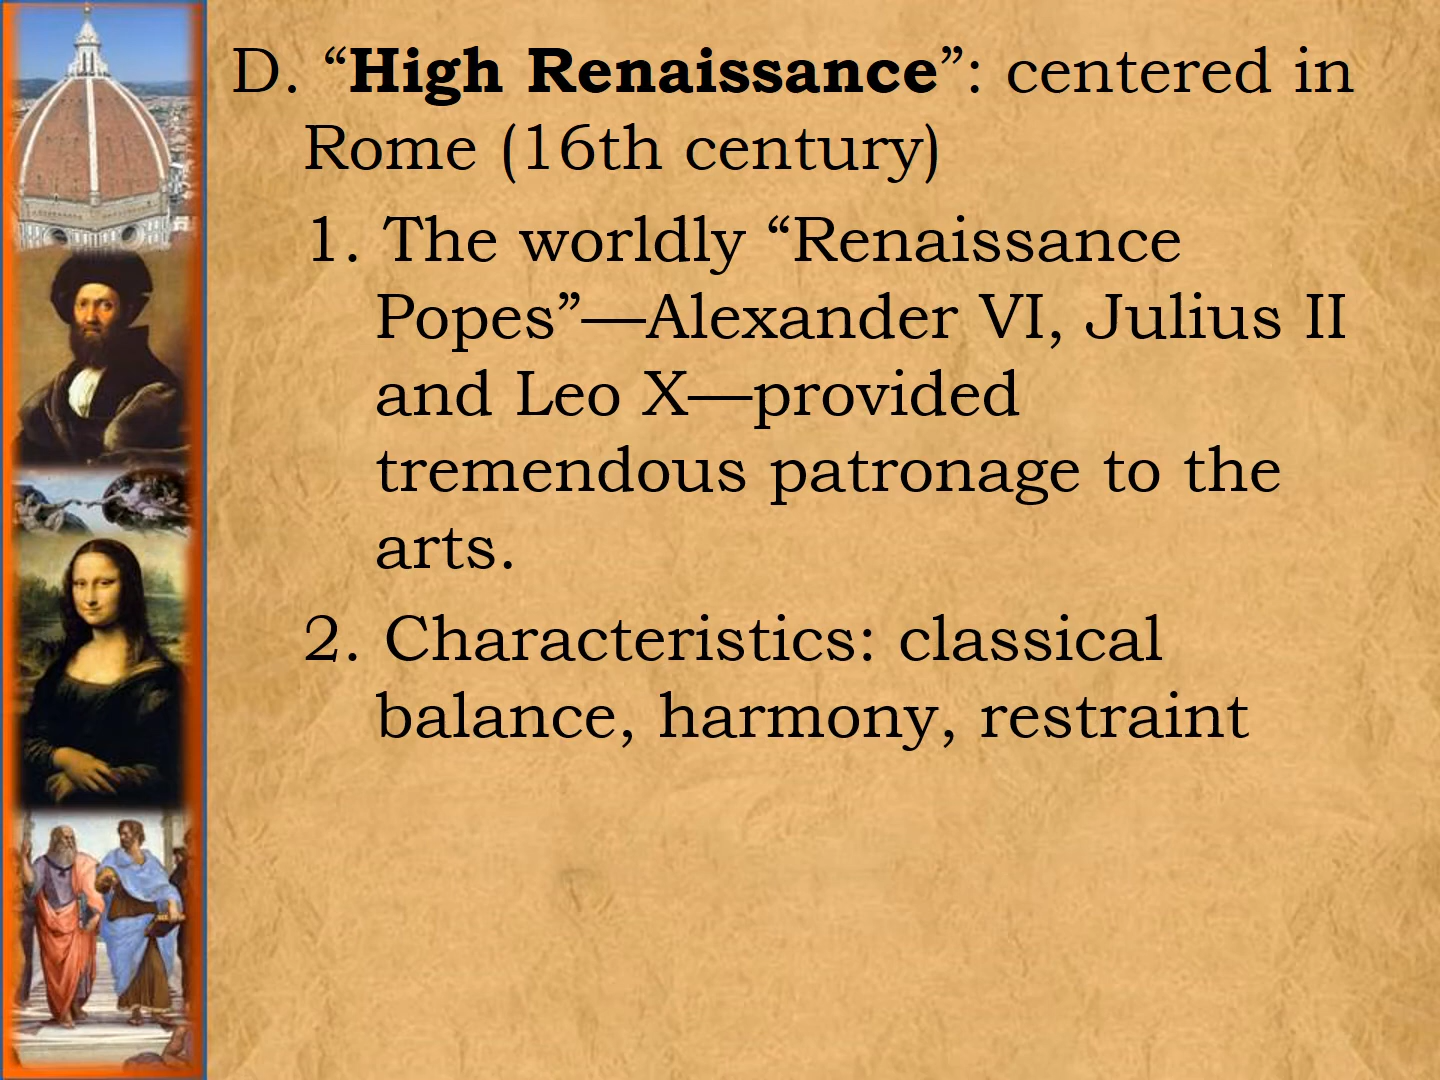 D. “High Renaissance”: centered in
Rome (16th century)
1. The worldly “Renaissance
Popes”—Alexander VI, Julius II
and Leo X—provided
tremendous patronage to the
arts.
2. Characteristics: classical
balance, harmony, restraint